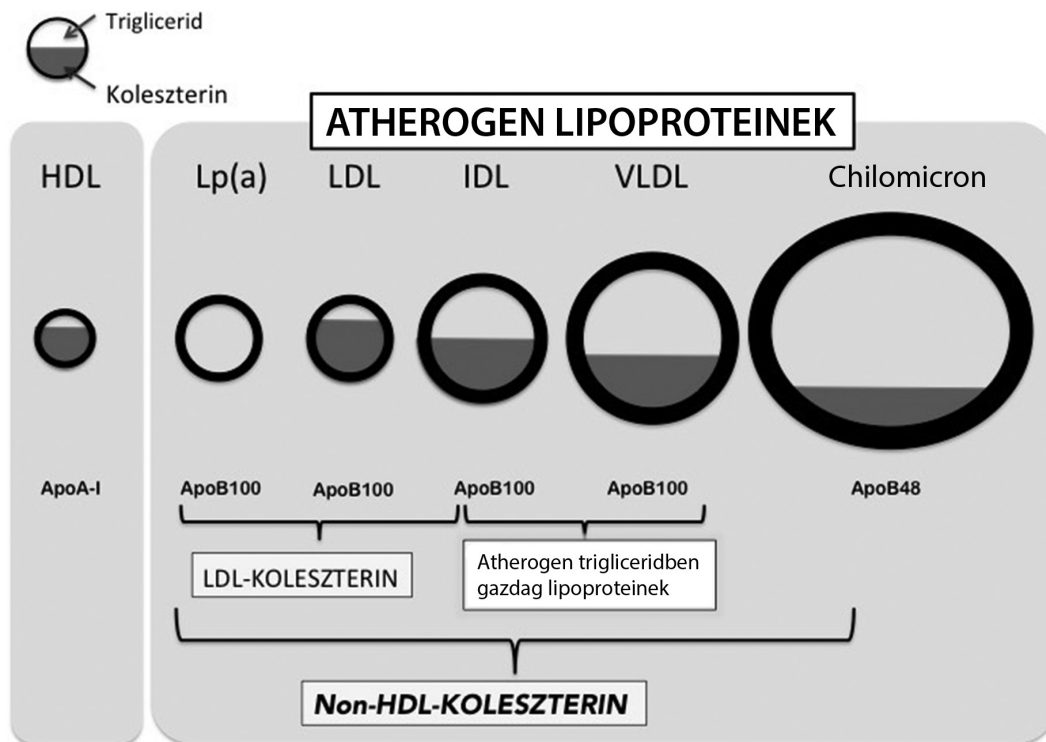 Triglicerid
Koleszterin
ATHEROGEN LIPOPROTEINEK
HDL
Lp(a)
LDL
IDL
VLDL
Chilomicron
ApoA-I
ApoB100
ApoB100
ApoB100
ApoB100
ApoB48
LDL-KOLESZTERIN
Atherogen trigliceridben
gazdag lipoproteinek
Non-HDL-KOLESZTERIN